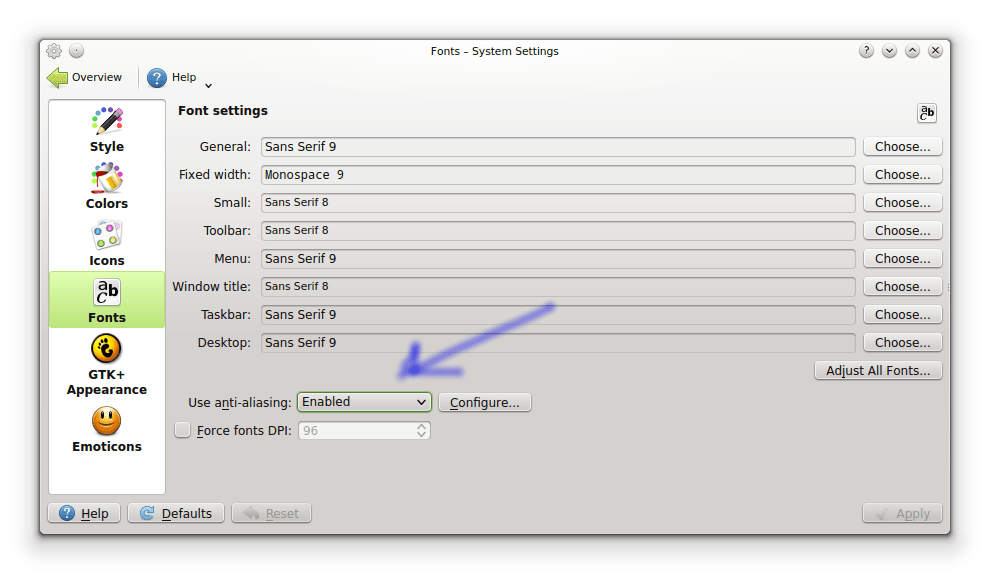 Fonts – System Settings
Overview
Help
Style
Colors
Icons
abc
Fonts
GTK+
Appearance
Emoticons
Font settings
abc
General: Sans Serif 9 Choose...
Fixed width: Monospace 9 Choose...
Small: Sans Serif 8 Choose...
Toolbar: Sans Serif 8 Choose...
Menu: Sans Serif 9 Choose...
Window title: Sans Serif 8 Choose...
Taskbar: Sans Serif 9 Choose...
Desktop: Sans Serif 9 Choose...
Adjust All Fonts...
Use anti-aliasing: Enabled Configure...
Force fonts DPI: 96
Help Defaults Reset Apply